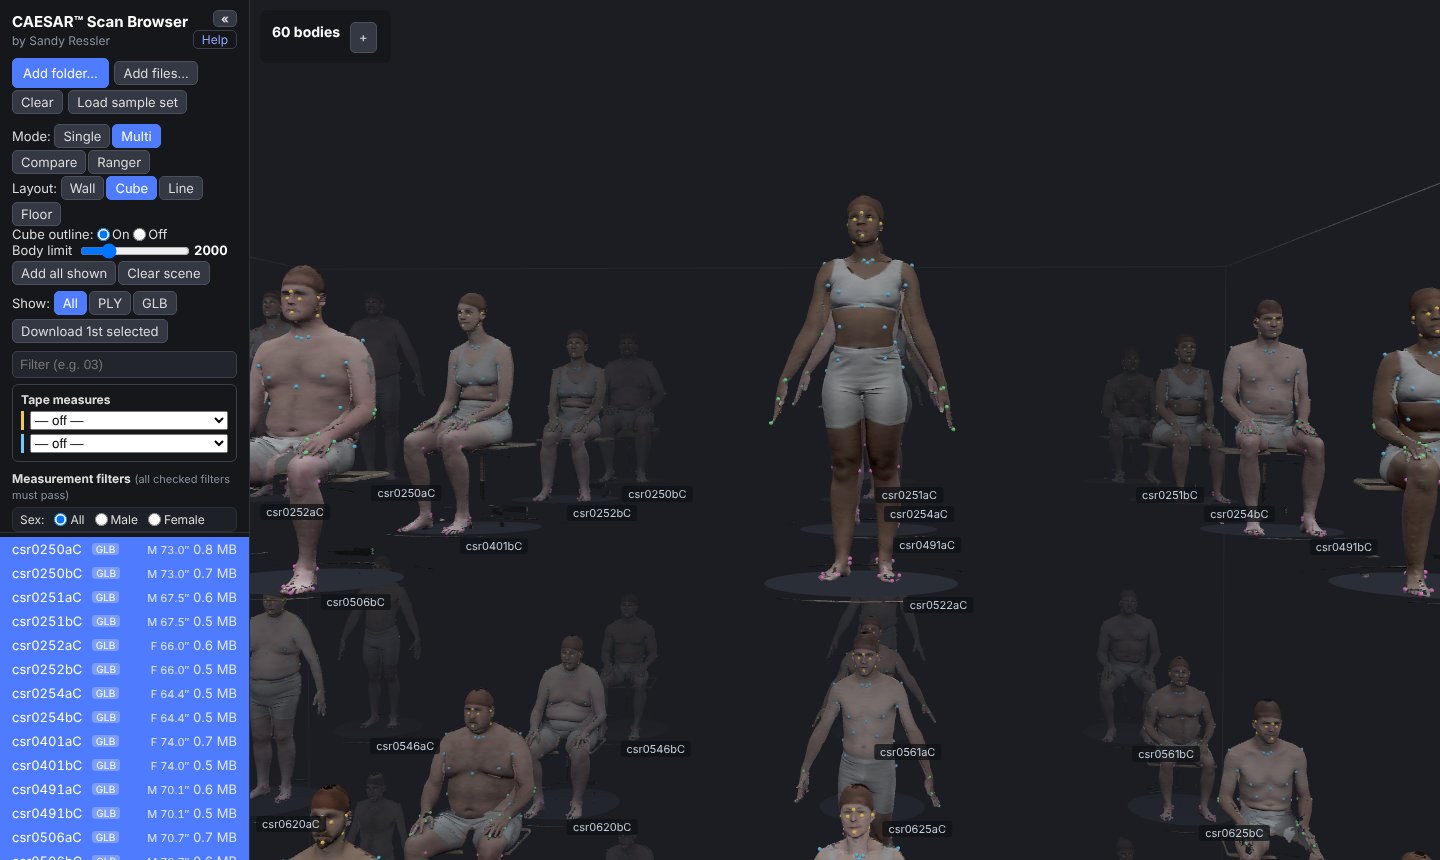 CAESAR™ Scan Browser
«
by Sandy Ressler
Help
Add folder...
Add files...
Clear
Load sample set
Mode: Single Multi
Compare Ranger
Layout: Wall Cube Line
Floor
Cube outline: On Off
Body limit 2000
Add all shown
Clear scene
Show: All PLY GLB
Download 1st selected
Filter (e.g. 03)
Tape measures
— off —
— off —
Measurement filters (all checked filters
must pass)
Sex: All Male Female
csr0250aC GLB M 73.0" 0.8 MB
csr0250bC GLB M 73.0" 0.7 MB
csr0251aC GLB M 67.5" 0.6 MB
csr0251bC GLB M 67.5" 0.5 MB
csr0252aC GLB F 66.0" 0.6 MB
csr0252bC GLB F 66.0" 0.5 MB
csr0254aC GLB F 64.4" 0.5 MB
csr0254bC GLB F 64.4" 0.5 MB
csr0401aC GLB F 74.0" 0.7 MB
csr0401bC GLB F 74.0" 0.5 MB
csr0491aC GLB M 70.1" 0.6 MB
csr0491bC GLB M 70.1" 0.5 MB
csr0506aC GLB M 70.7" 0.7 MB
60 bodies
+
csr0250aC
csr0250bC
csr0251aC
csr0251bC
csr0252aC
csr0252bC
csr0254aC
csr0254bC
csr0401bC
csr0491aC
csr0491bC
csr0506bC
csr0522aC
csr0546aC
csr0546bC
csr0561aC
csr0561bC
csr0620aC
csr0620bC
csr0625aC
csr0625bC